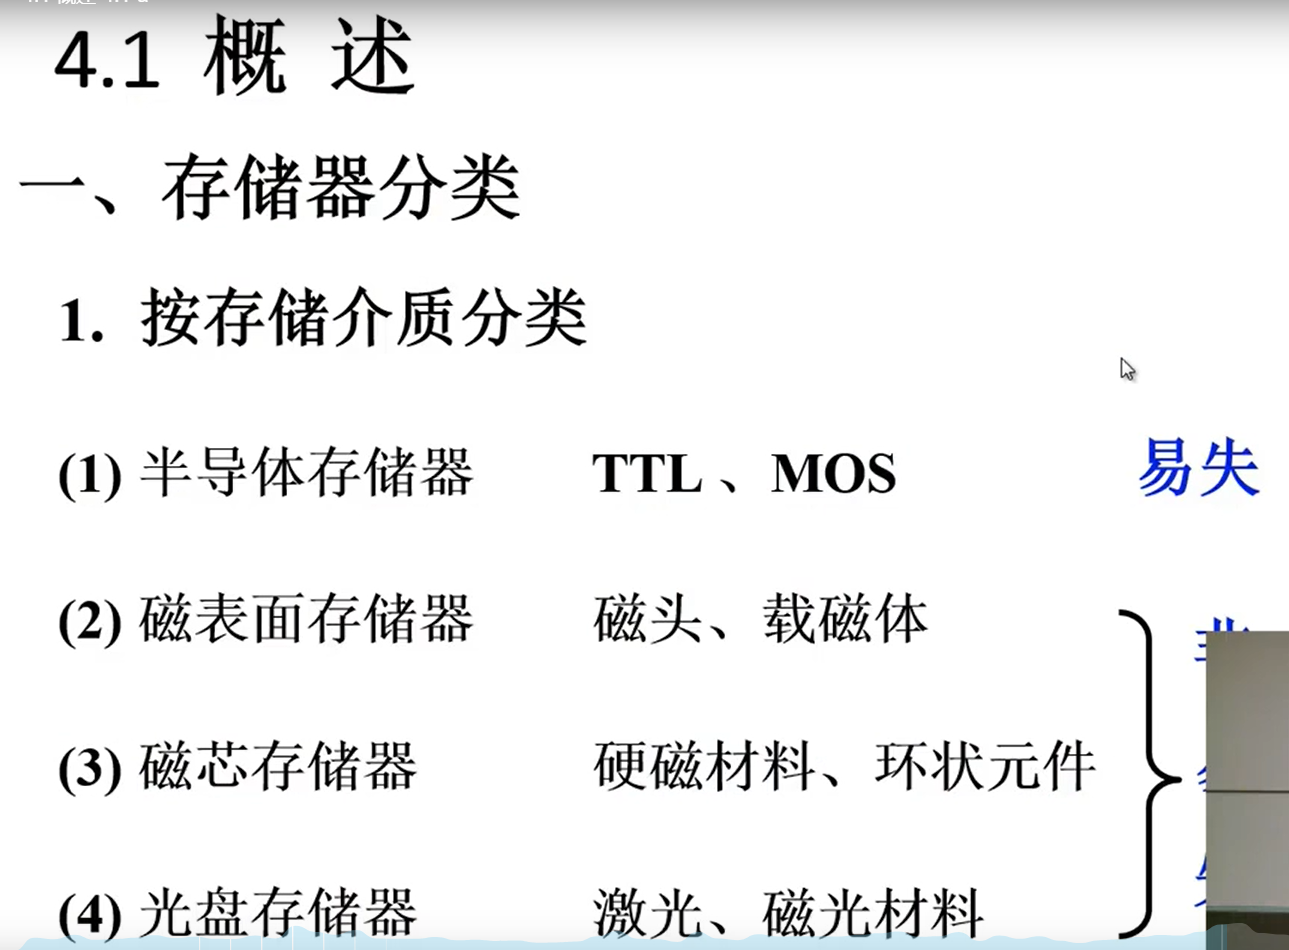 4.1 概 述
一、存储器分类
1. 按存储介质分类
(1) 半导体存储器 TTL 、MOS 易失
(2) 磁表面存储器 磁头、载磁体
(3) 磁芯存储器 硬磁材料、环状元件
(4) 光盘存储器 激光、磁光材料